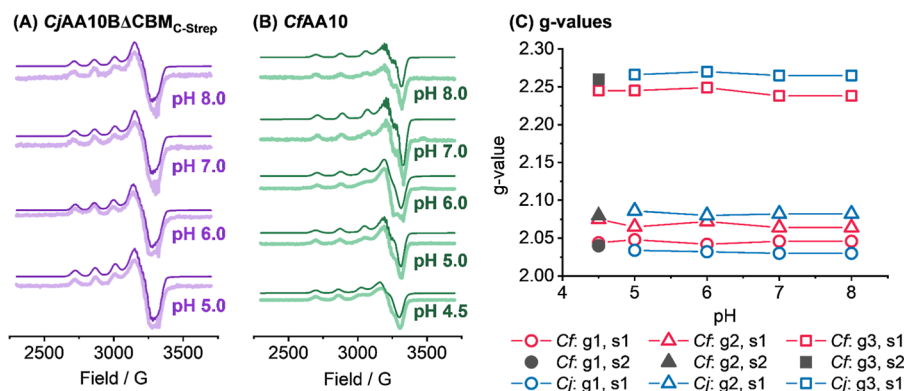 (A) CjAA10BΔCBM_C-Strep
pH 8.0
pH 7.0
pH 6.0
pH 5.0
2500 3000 3500
Field / G
(B) CfAA10
pH 8.0
pH 7.0
pH 6.0
pH 5.0
pH 4.5
2500 3000 3500
Field / G
(C) g-values
2.30
2.25
2.20
2.15
2.10
2.05
2.00
g-value
4 5 6 7 8
pH
Cf: g1, s1 Cf: g2, s1 Cf: g3, s1
Cf: g1, s2 Cf: g2, s2 Cf: g3, s2
Cj: g1, s1 Cj: g2, s1 Cj: g3, s1